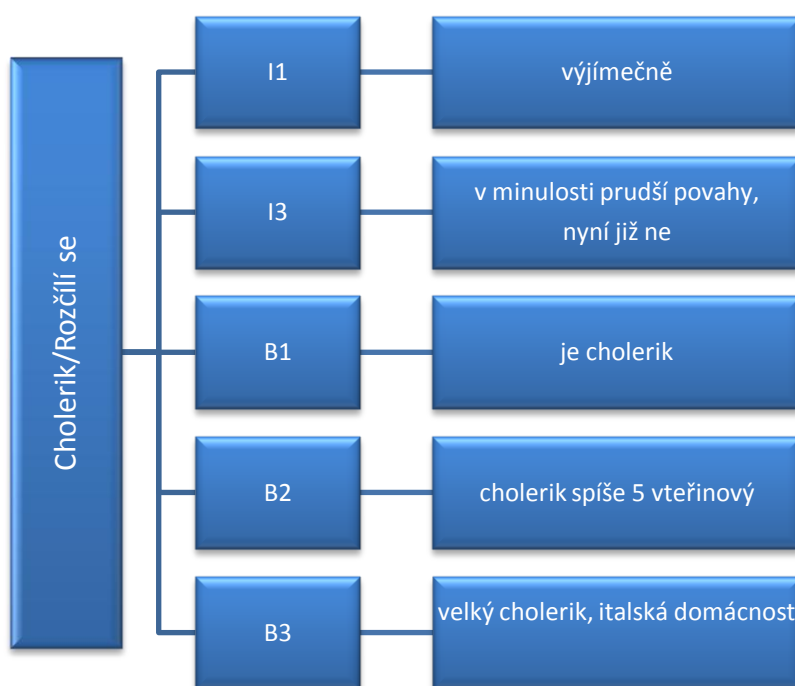 Cholerik/Rozčílí se
I1
výjímečně
I3
v minulosti prudší povahy,
nyní již ne
B1
je cholerik
B2
cholerik spíše 5 vteřinový
B3
velký cholerik, italská domácnost